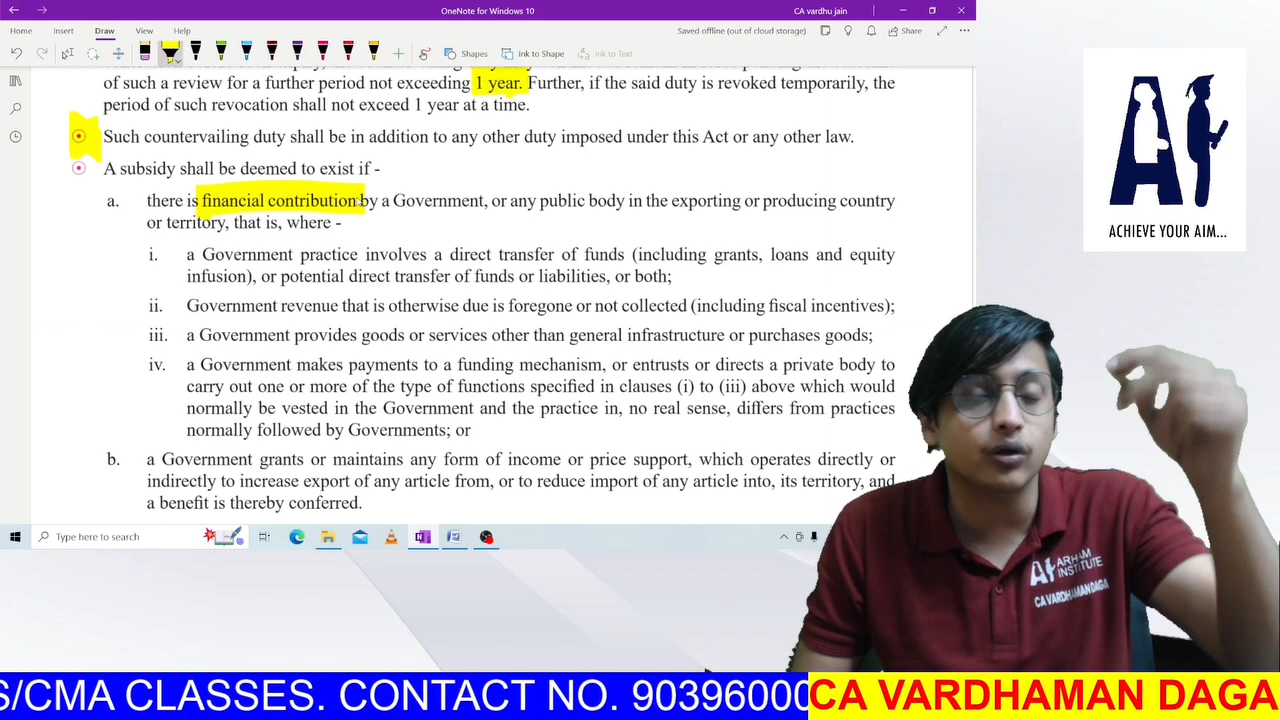 OneNote for Windows 10
CA vardhu jain
Home Insert Draw View Help
Saved offline (out of cloud storage)
Share
Shapes
Ink to Shape
Ink to Text
of such a review for a further period not exceeding 1 year. Further, if the said duty is revoked temporarily, the
period of such revocation shall not exceed 1 year at a time.
Such countervailing duty shall be in addition to any other duty imposed under this Act or any other law.
A subsidy shall be deemed to exist if -
a. there is financial contribution by a Government, or any public body in the exporting or producing country
or territory, that is, where -
i. a Government practice involves a direct transfer of funds (including grants, loans and equity
infusion), or potential direct transfer of funds or liabilities, or both;
ii. Government revenue that is otherwise due is foregone or not collected (including fiscal incentives);
iii. a Government provides goods or services other than general infrastructure or purchases goods;
iv. a Government makes payments to a funding mechanism, or entrusts or directs a private body to
carry out one or more of the type of functions specified in clauses (i) to (iii) above which would
normally be vested in the Government and the practice in, no real sense, differs from practices
normally followed by Governments; or
b. a Government grants or maintains any form of income or price support, which operates directly or
indirectly to increase export of any article from, or to reduce import of any article into, its territory, and
a benefit is thereby conferred.
Type here to search
ACHIEVE YOUR AIM...
ARHAM
INSTITUTE
CA VARDHAMAN DAGA
S/CMA CLASSES. CONTACT NO. 90396000
CA VARDHAMAN DAGA